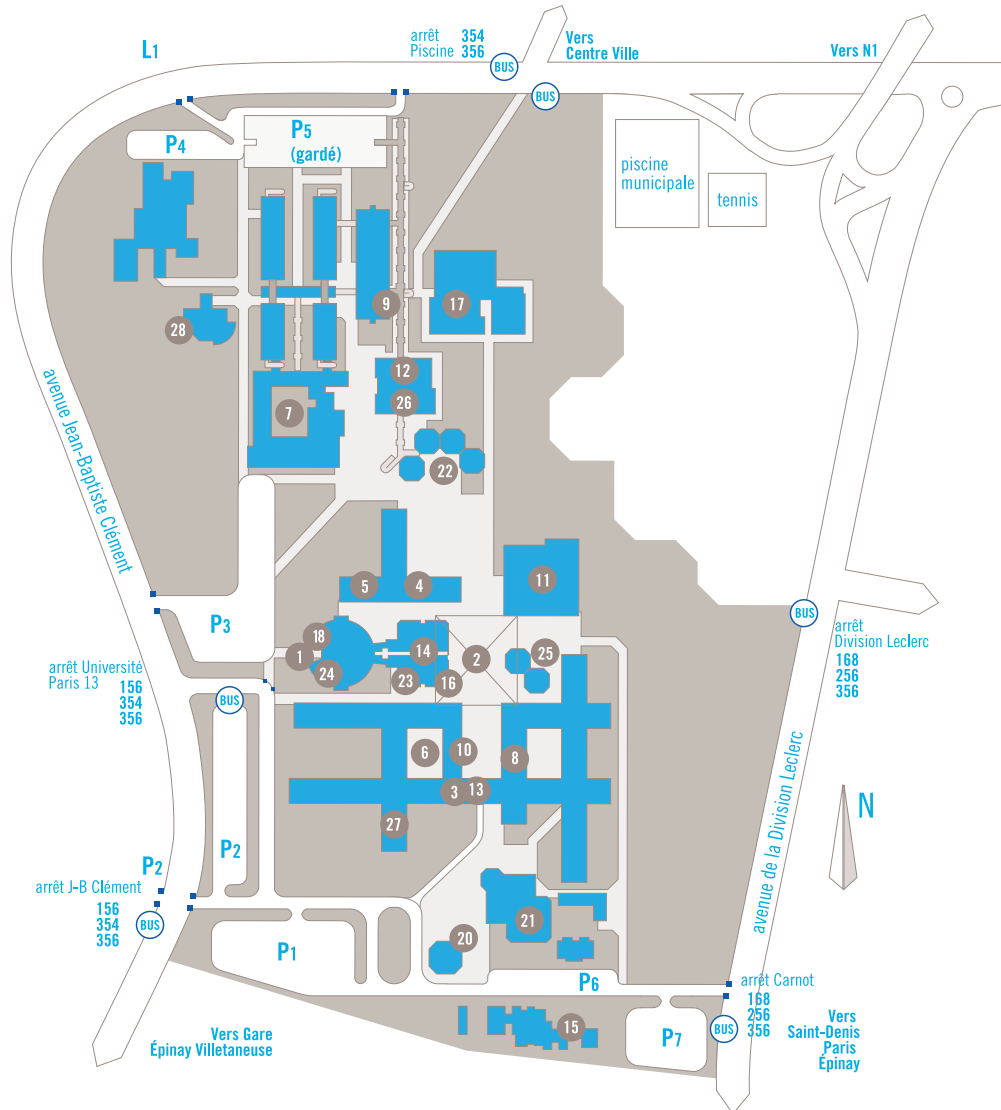 L1
arrêt 354
Piscine 356
BUS
BUS
Vers
Centre Ville
Vers N1
P4
P5
(gardé)
piscine
municipale
tennis
9
17
28
12
26
7
22
avenue Jean-Baptiste Clément
5
4
11
P3
18
1
24
14
23
16
2
25
BUS
arrêt
Division Leclerc
168
256
356
arrêt Université
Paris 13
156
354
356
BUS
6
10
8
3
13
27
N
avenue de la Division Leclerc
P2
P2
arrêt J-B Clément
156
354
356
BUS
P1
20
21
P6
15
P7
arrêt Carnot
168
256
356
BUS
Vers
Saint-Denis
Paris
Épinay
Vers Gare
Épinay Villetaneuse